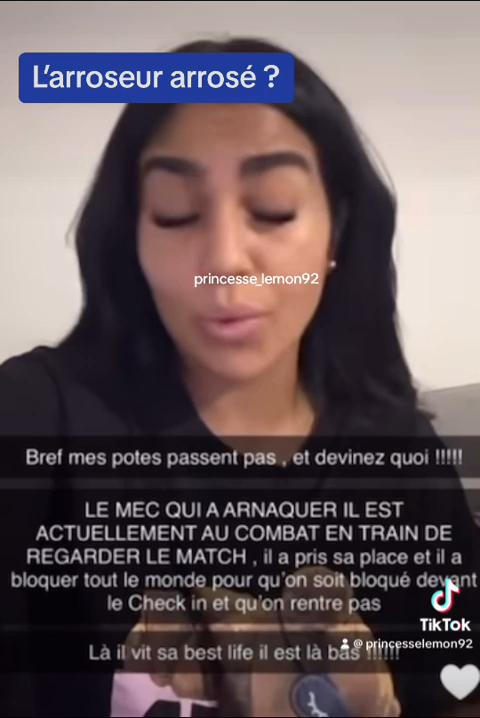 L'arroseur arrosé ?
princesse_lemon92
Bref mes potes passent pas , et devinez quoi !!!!!
LE MEC QUI A ARNAQUER IL EST
ACTUELLEMENT AU COMBAT EN TRAIN DE
REGARDER LE MATCH , il a pris sa place et il a
bloquer tout le monde pour qu'on soit bloqué devant
le Check in et qu'on rentre pas
TikTok
@princesselemon92
Là il vit sa best life il est là bas !!!!!!